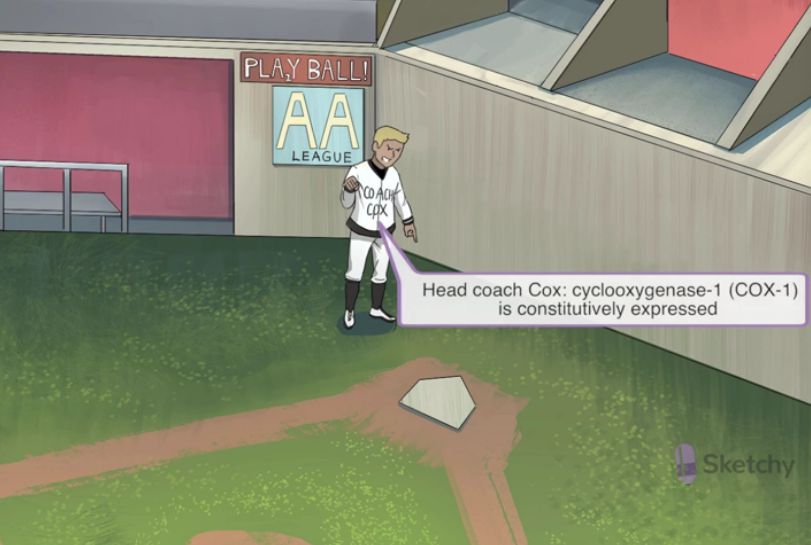 PLAY BALL!
AA
LEAGUE
COACH
COX
Head coach Cox: cyclooxygenase-1 (COX-1)
is constitutively expressed
Sketchy